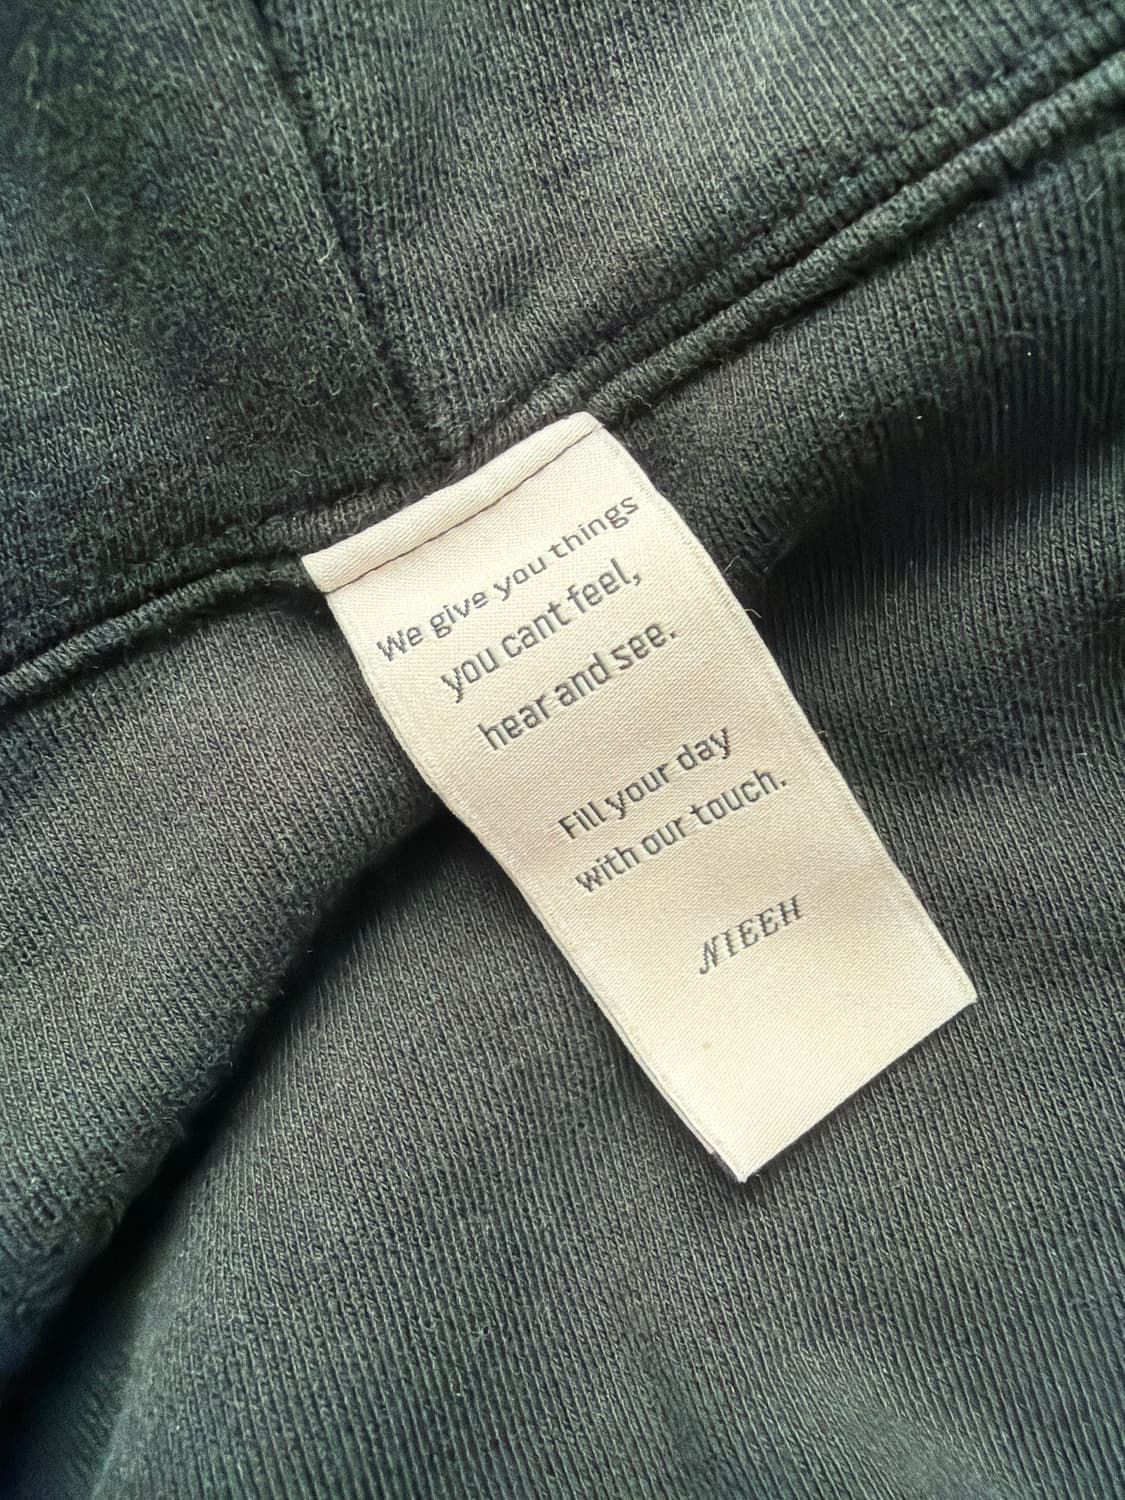 We give you things
you cant feel,
hear and see.
Fill your day
with our touch.
NIEEH